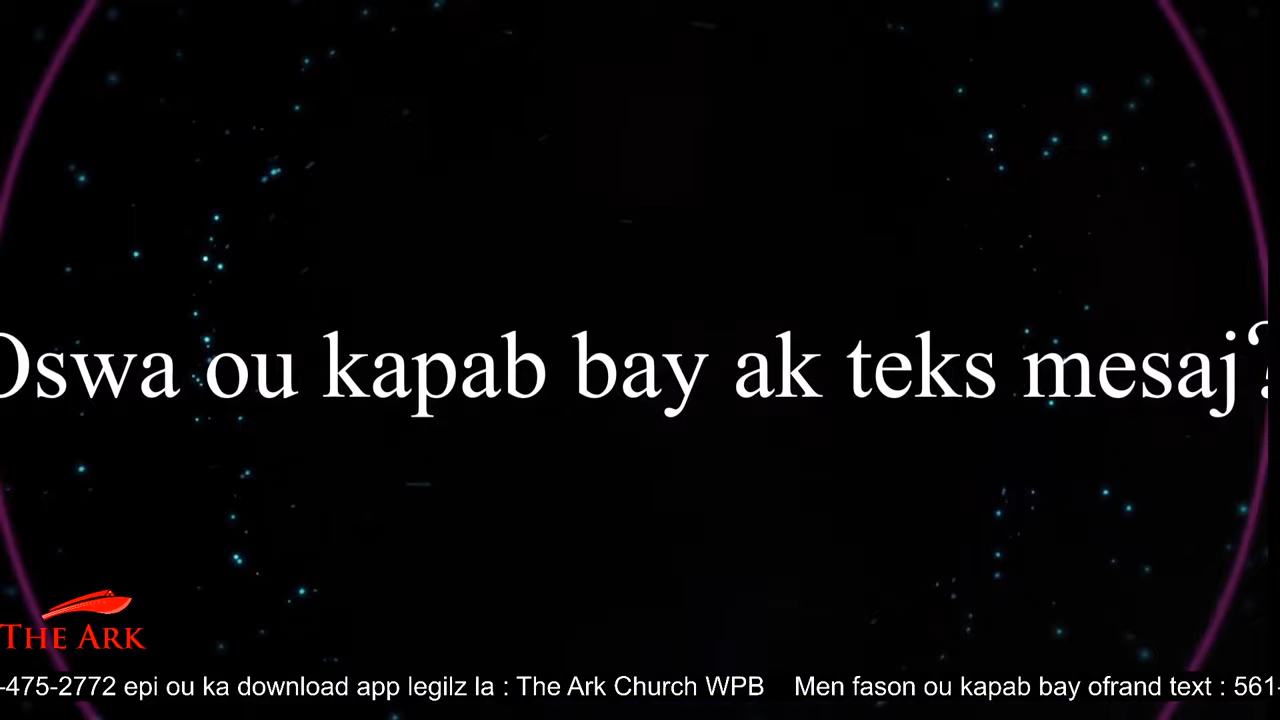 Oswa ou kapab bay ak teks mesaj?
THE ARK
-475-2772 epi ou ka download app legilz la : The Ark Church WPB Men fason ou kapab bay ofrand text : 561-